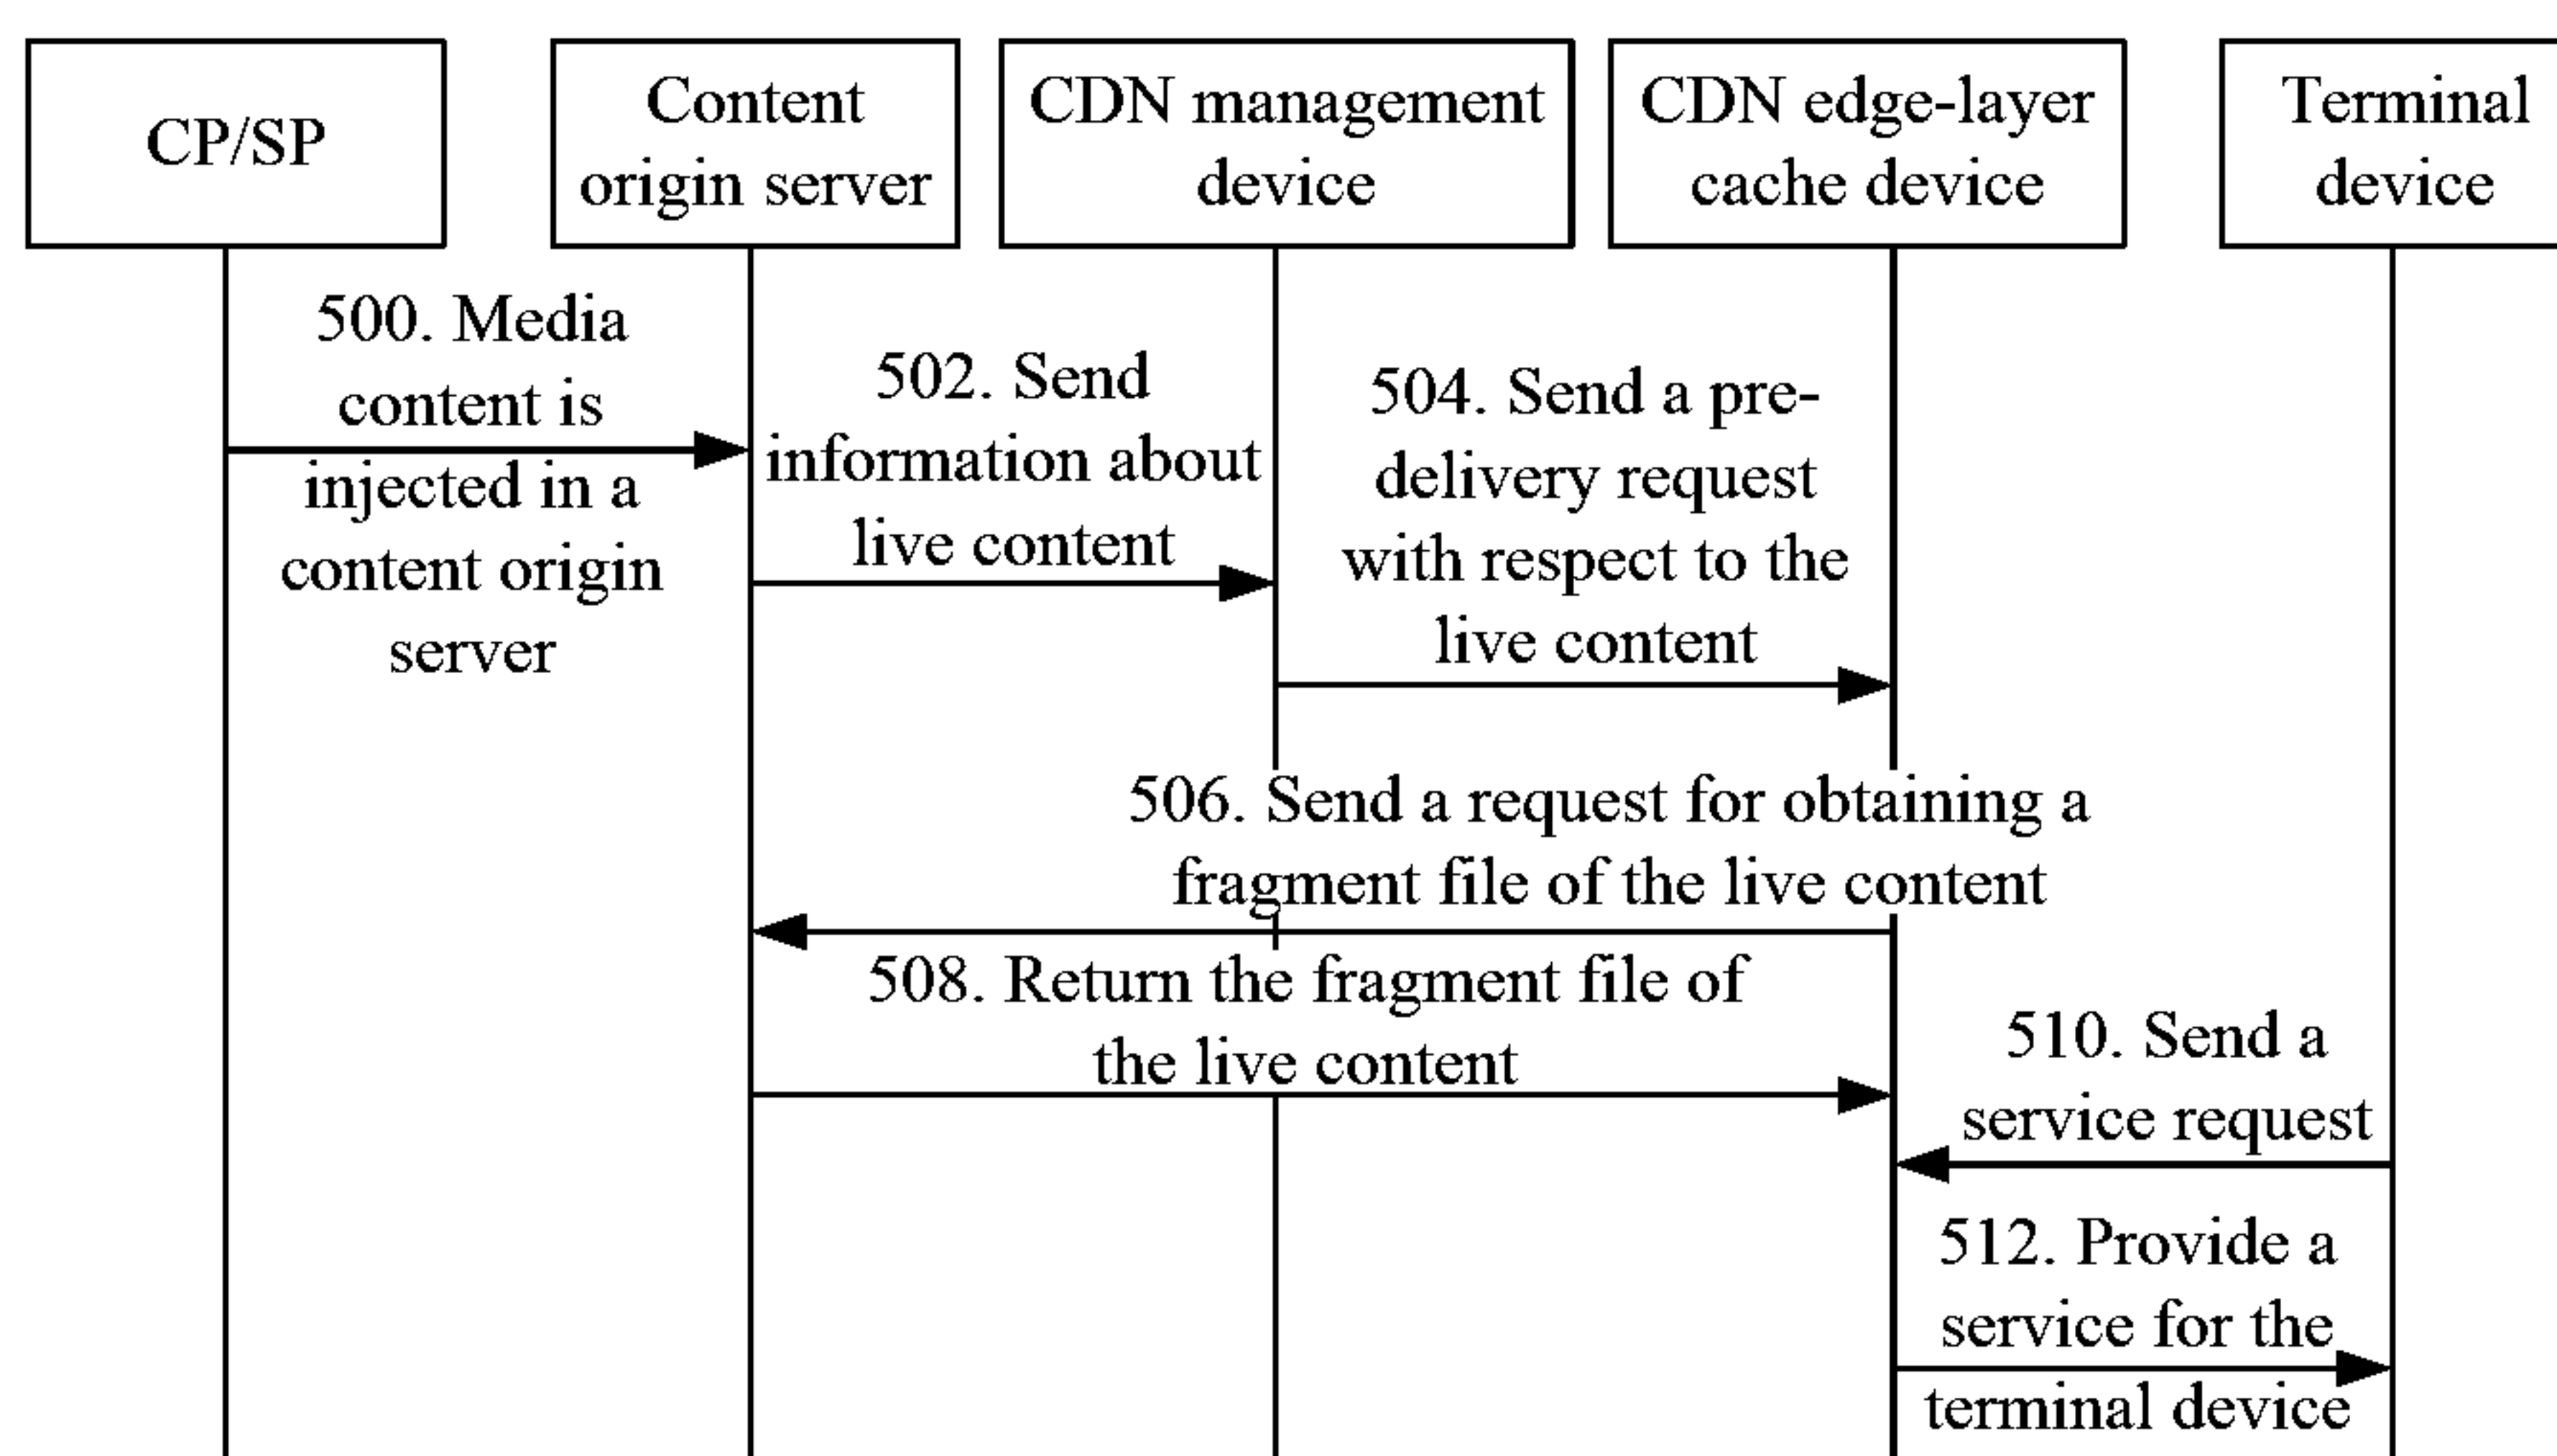 CP/SP
Content
origin server
CDN management
device
CDN edge-layer
cache device
Terminal
device
500. Media
content is
injected in a
content origin
server
502. Send
information about
live content
504. Send a pre-
delivery request
with respect to the
live content
506. Send a request for obtaining a
fragment file of the live content
508. Return the fragment file of
the live content
510. Send a
service request
512. Provide a
service for the
terminal device